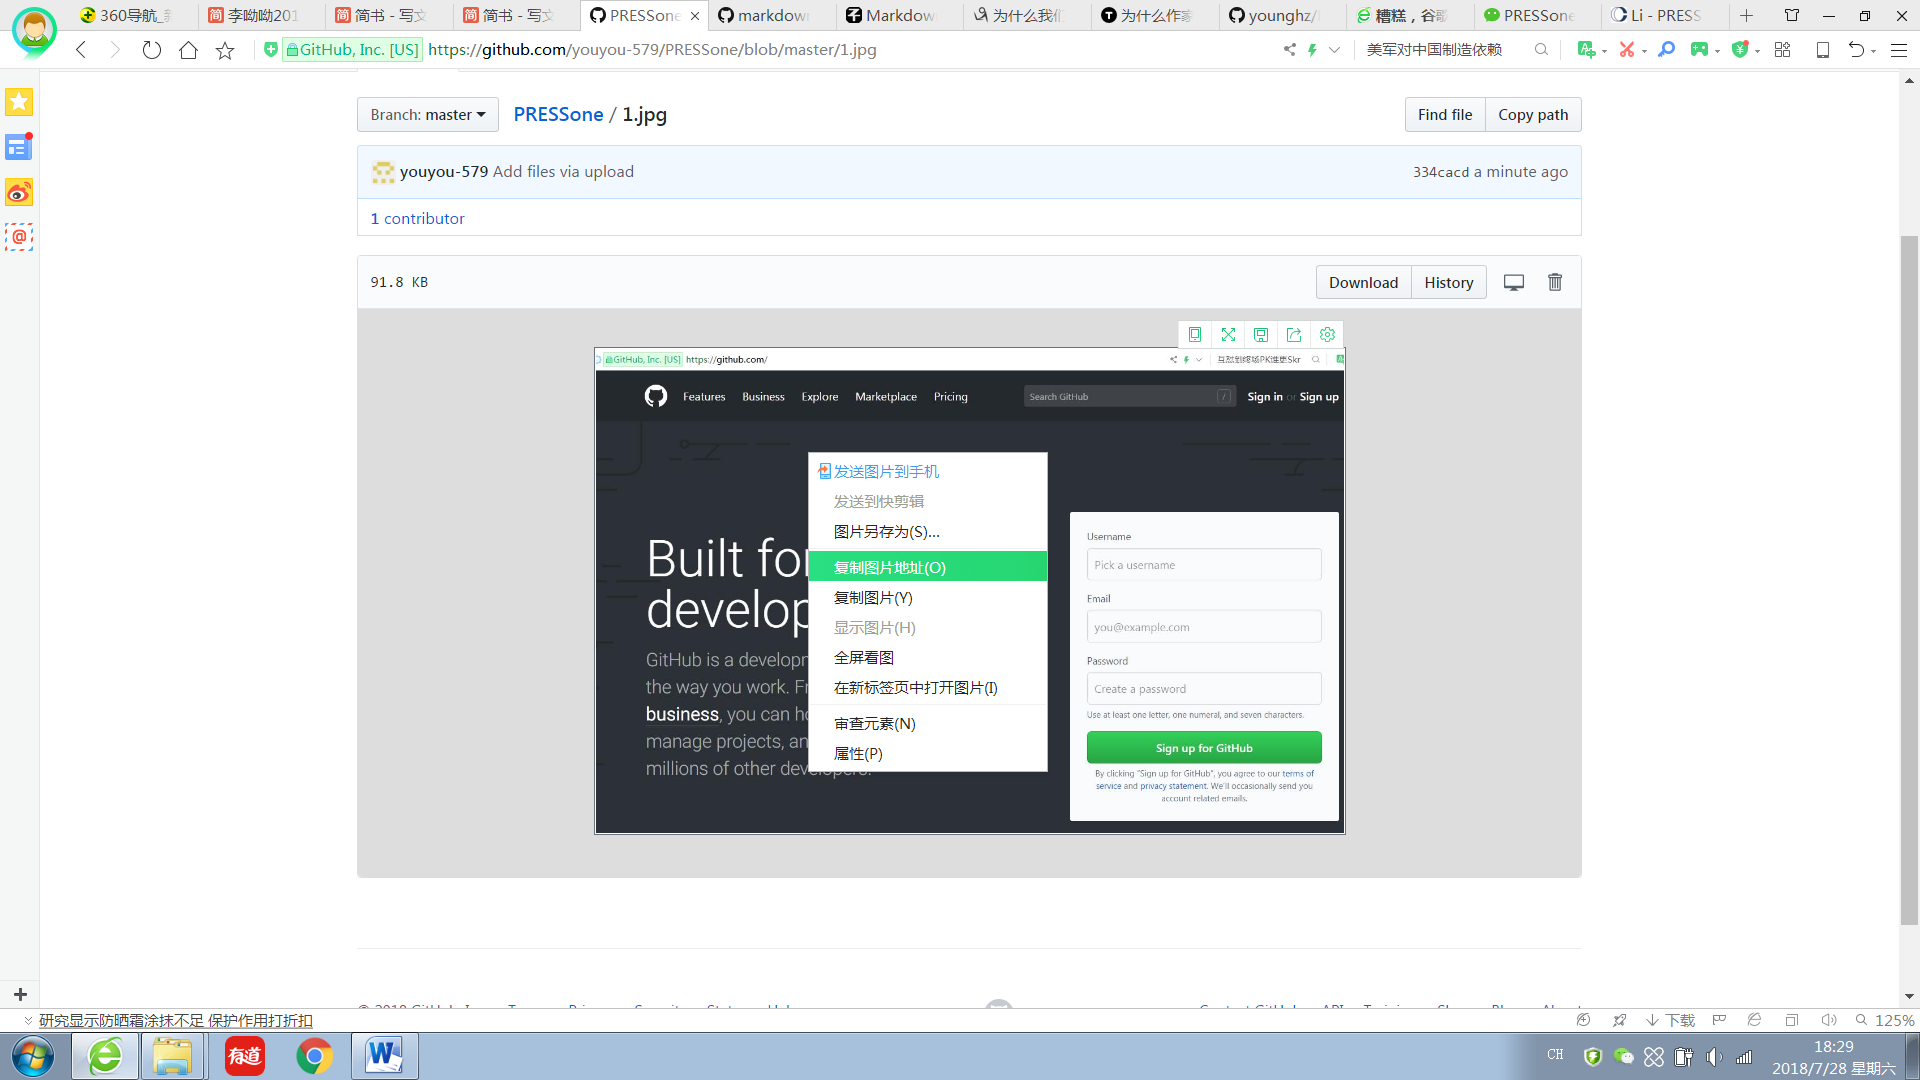 360导航_
李呦呦201
简书 - 写文
简书 - 写文
PRESSone
markdown
Markdow
为什么我们
为什么作家
younghz/
糟糕，谷歌
PRESSone
Li - PRESS
GitHub, Inc. [US] https://github.com/youyou-579/PRESSone/blob/master/1.jpg
美军对中国制造依赖
Branch: master
PRESSone / 1.jpg
Find file
Copy path
youyou-579 Add files via upload
334cacd a minute ago
1 contributor
91.8 KB
Download
History
GitHub, Inc. [US] https://github.com/
Features
Business
Explore
Marketplace
Pricing
Search GitHub
/
Sign in or Sign up
发送图片到手机
发送到快剪辑
图片另存为(S)...
复制图片地址(O)
复制图片(Y)
显示图片(H)
全屏看图
在新标签页中打开图片(I)
审查元素(N)
属性(P)
Built fo
develop
GitHub is a develop
the way you work. Fr
business, you can h
manage projects, an
millions of other developers.
Username
Pick a username
Email
you@example.com
Password
Create a password
Use at least one letter, one numeral, and seven characters.
Sign up for GitHub
By clicking "Sign up for GitHub", you agree to our terms of
service and privacy statement. We'll occasionally send you
account related emails.
研究显示防晒霜涂抹不足 保护作用打折扣
下载
125%
有道
CH
18:29
2018/7/28 星期六